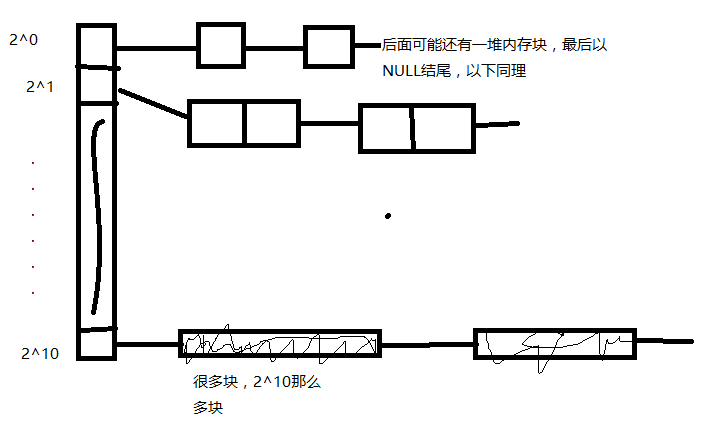 2^0
后面可能还有一堆内存块，最后以
NULL结尾，以下同理
2^1
2^10
很多块，2^10那么
多块